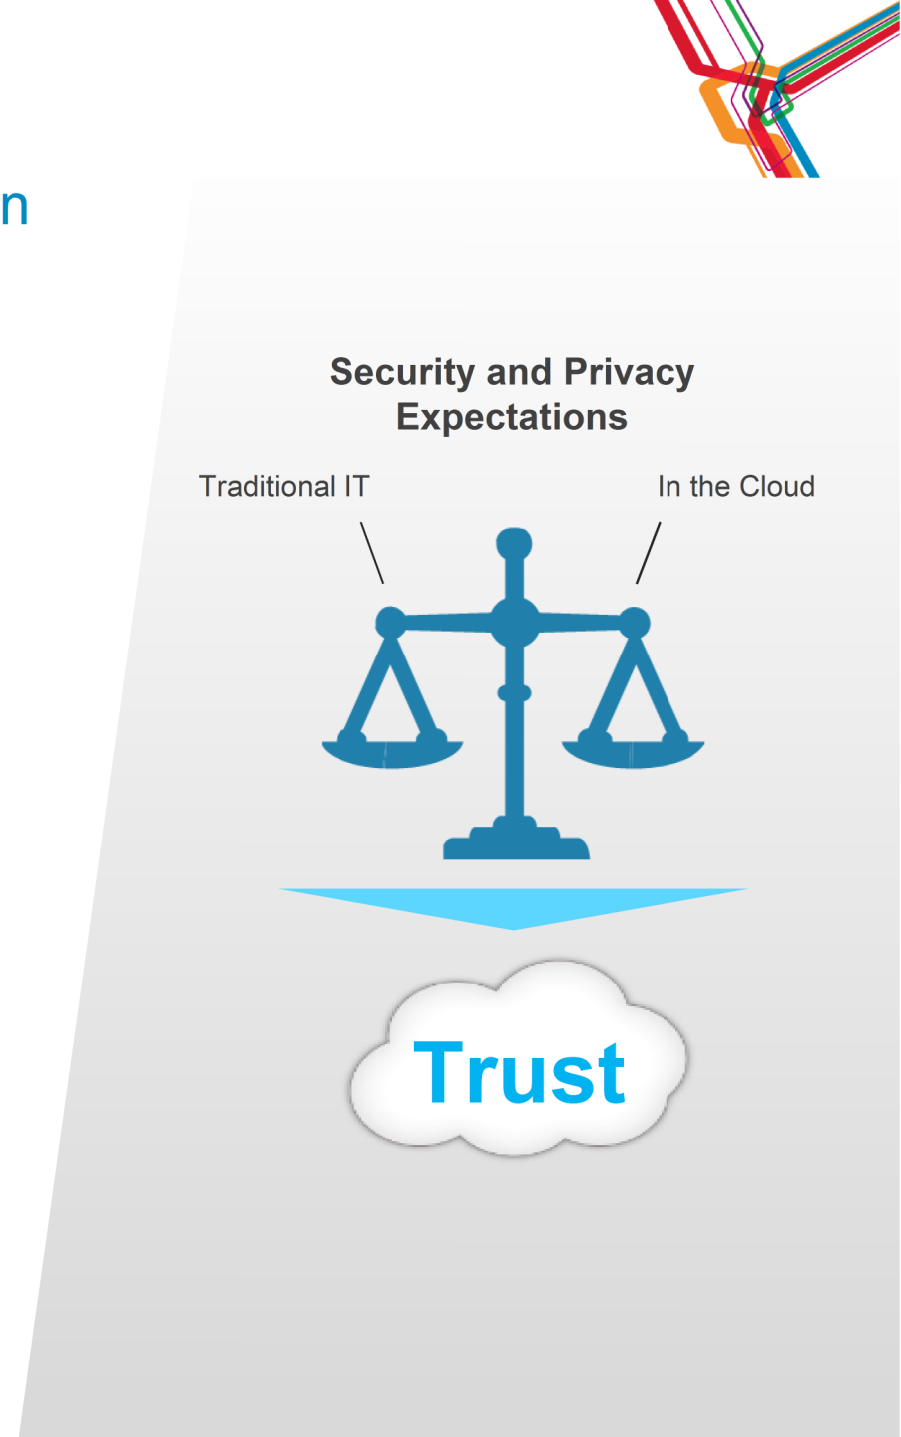 n
Security and Privacy
Expectations
Traditional IT
In the Cloud
Trust